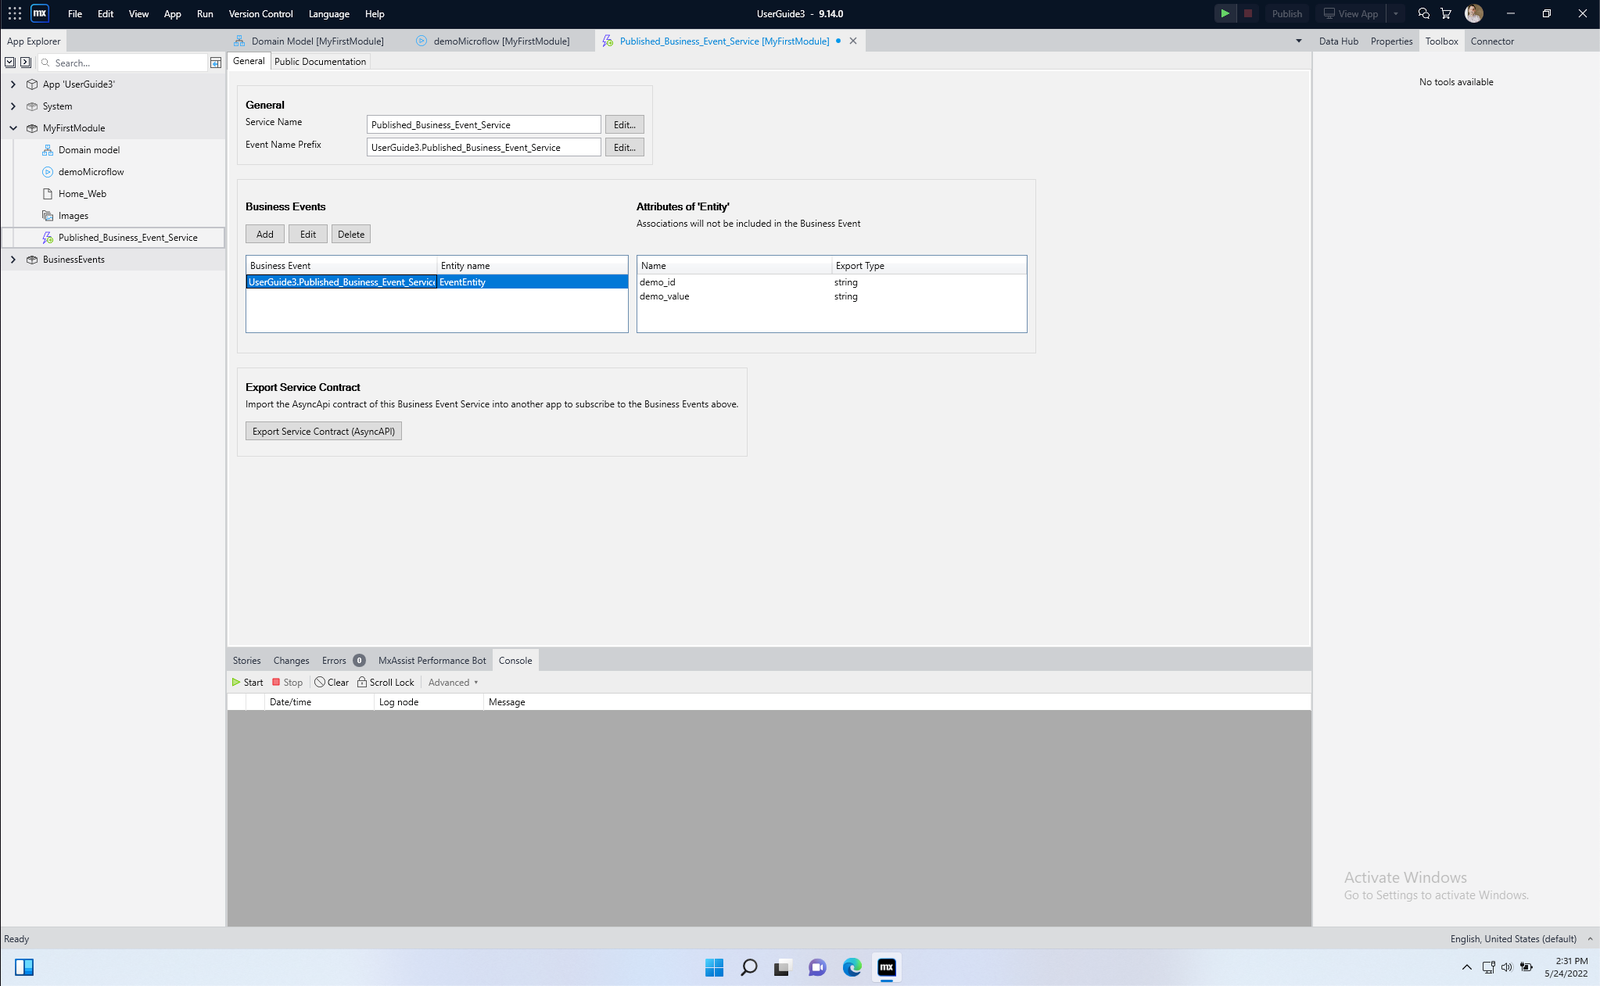 mx File Edit View App Run Version Control Language Help UserGuide3 - 9.14.0 Publish View App
App Explorer Domain Model [MyFirstModule] demoMicroflow [MyFirstModule] Published_Business_Event_Service [MyFirstModule] Data Hub Properties Toolbox Connector
Search... General Public Documentation
No tools available
App 'UserGuide3'
System
MyFirstModule
Domain model
demoMicroflow
Home_Web
Images
Published_Business_Event_Service
BusinessEvents
General
Service Name Published_Business_Event_Service Edit...
Event Name Prefix UserGuide3.Published_Business_Event_Service Edit...
Business Events
Add Edit Delete
Business Event Entity name
UserGuide3.Published_Business_Event_Service EventEntity
Attributes of 'Entity'
Associations will not be included in the Business Event
Name Export Type
demo_id string
demo_value string
Export Service Contract
Import the AsyncApi contract of this Business Event Service into another app to subscribe to the Business Events above.
Export Service Contract (AsyncAPI)
Stories Changes Errors 0 MxAssist Performance Bot Console
Start Stop Clear Scroll Lock Advanced
Date/time Log node Message
Activate Windows
Go to Settings to activate Windows.
Ready English, United States (default)
mx 2:31 PM
5/24/2022